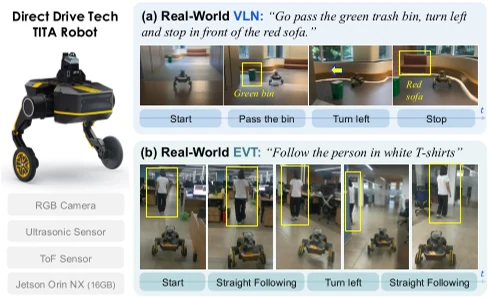 Direct Drive Tech
TITA Robot
RGB Camera
Ultrasonic Sensor
ToF Sensor
Jetson Orin NX (16GB)
(a) Real-World VLN: “Go pass the green trash bin, turn left
and stop in front of the red sofa.”
Green bin
Red
sofa
t
Start
Pass the bin
Turn left
Stop
(b) Real-World EVT: “Follow the person in white T-shirts”
t
Start
Straight Following
Turn left
Straight Following